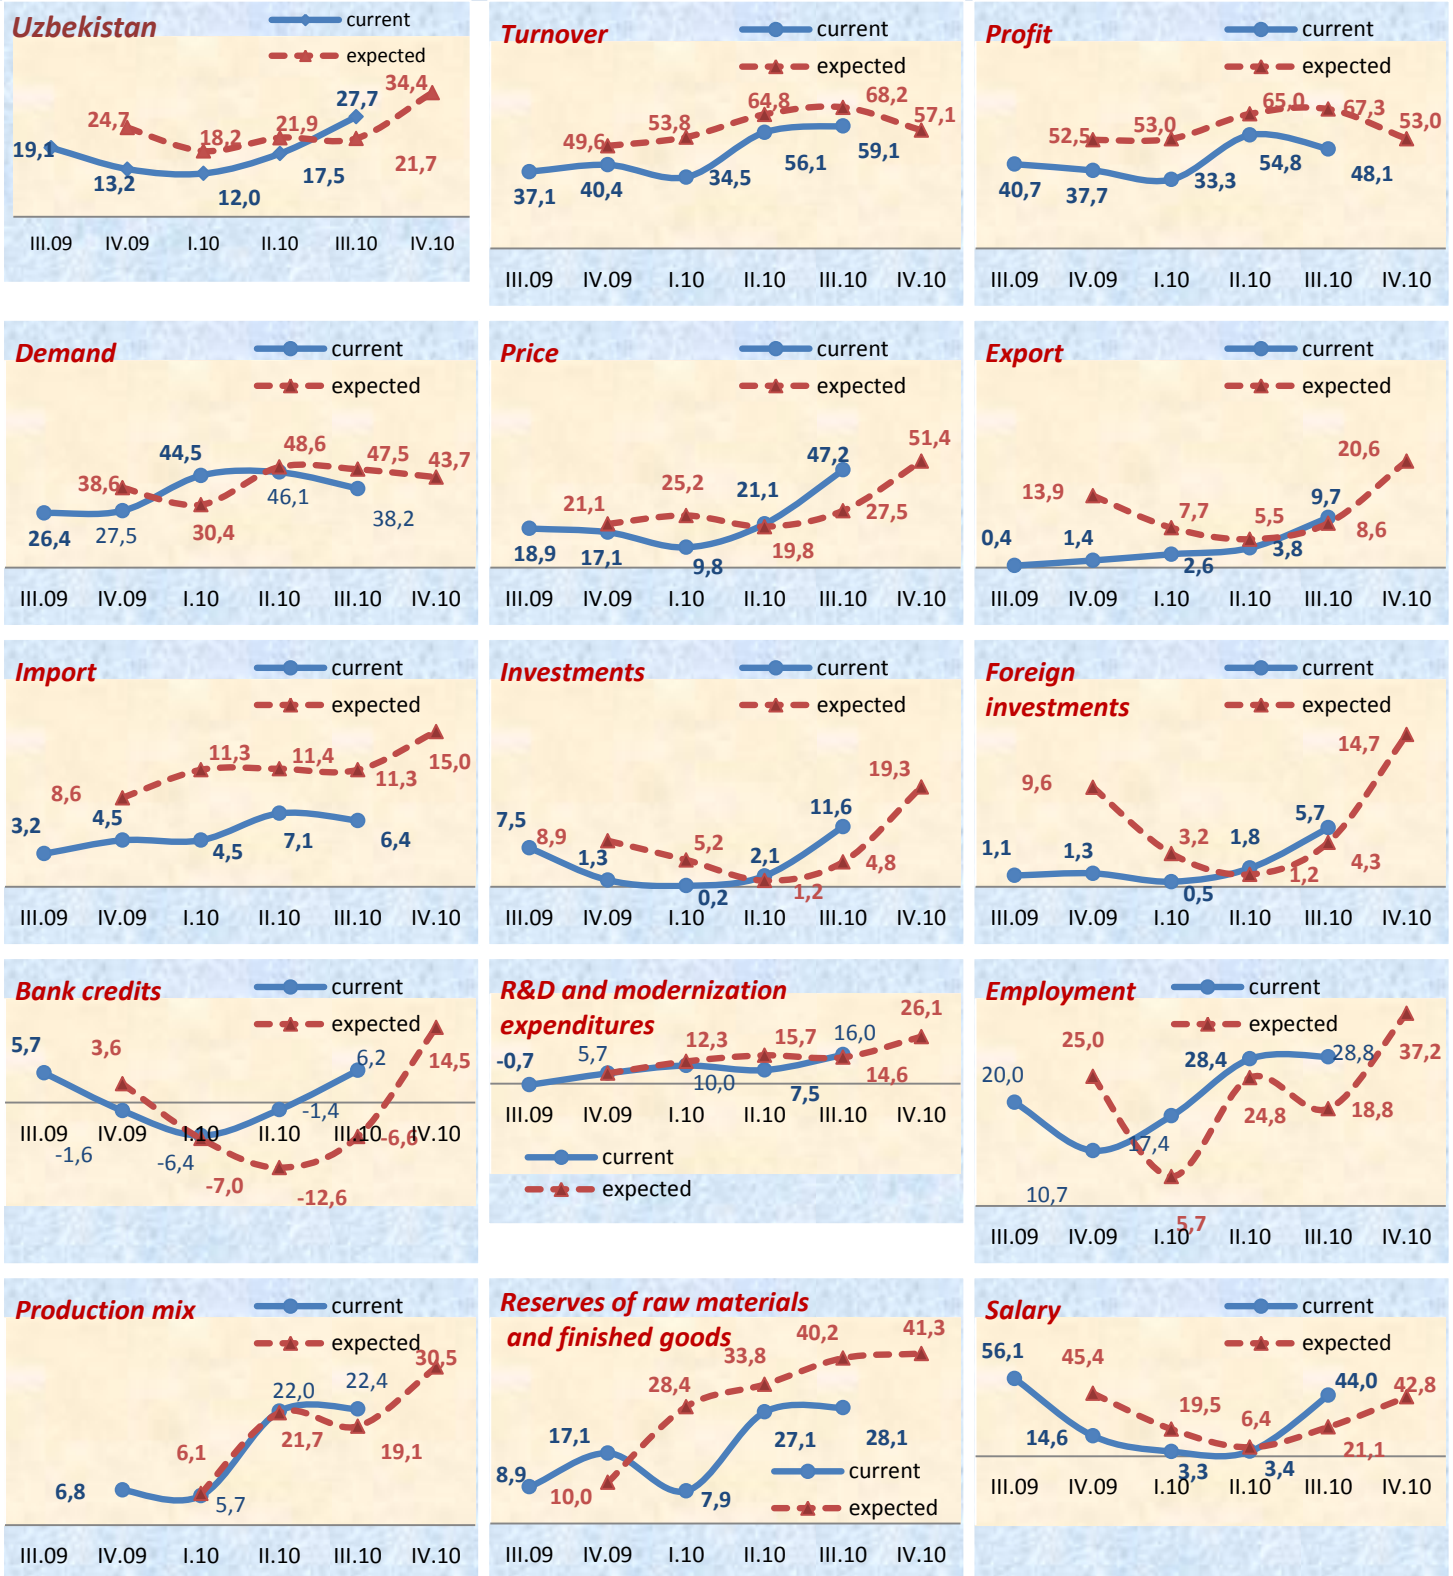 Uzbekistan
current
expected
19,1
13,2
12,0
17,5
27,7
24,7
18,2
21,9
21,7
34,4
III.09 IV.09 I.10 II.10 III.10 IV.10
Turnover
current
expected
37,1
40,4
34,5
56,1
59,1
49,6
53,8
64,8
68,2
57,1
III.09 IV.09 I.10 II.10 III.10 IV.10
Profit
current
expected
40,7
37,7
33,3
54,8
48,1
52,5
53,0
65,0
67,3
53,0
III.09 IV.09 I.10 II.10 III.10 IV.10
Demand
current
expected
26,4
27,5
44,5
46,1
38,2
38,6
30,4
48,6
47,5
43,7
III.09 IV.09 I.10 II.10 III.10 IV.10
Price
current
expected
18,9
17,1
9,8
21,1
47,2
21,1
25,2
19,8
27,5
51,4
III.09 IV.09 I.10 II.10 III.10 IV.10
Export
current
expected
0,4
1,4
2,6
3,8
9,7
13,9
7,7
5,5
8,6
20,6
III.09 IV.09 I.10 II.10 III.10 IV.10
Import
current
expected
3,2
4,5
4,5
7,1
6,4
8,6
11,3
11,4
11,3
15,0
III.09 IV.09 I.10 II.10 III.10 IV.10
Investments
current
expected
7,5
1,3
0,2
2,1
11,6
8,9
5,2
1,2
4,8
19,3
III.09 IV.09 I.10 II.10 III.10 IV.10
Foreign
investments
current
expected
1,1
1,3
0,5
1,8
5,7
9,6
3,2
1,2
4,3
14,7
III.09 IV.09 I.10 II.10 III.10 IV.10
Bank credits
current
expected
5,7
-1,6
-6,4
-1,4
6,2
3,6
-7,0
-12,6
-6,6
14,5
III.09 IV.09 I.10 II.10 III.10 IV.10
R&D and modernization
expenditures
-0,7
5,7
10,0
7,5
16,0
12,3
15,7
14,6
26,1
III.09 IV.09 I.10 II.10 III.10 IV.10
current
expected
Employment
current
expected
20,0
10,7
17,4
28,4
28,8
25,0
5,7
24,8
18,8
37,2
III.09 IV.09 I.10 II.10 III.10 IV.10
Production mix
current
expected
6,8
5,7
22,0
22,4
6,1
21,7
19,1
30,5
III.09 IV.09 I.10 II.10 III.10 IV.10
Reserves of raw materials
and finished goods
8,9
17,1
7,9
27,1
28,1
10,0
28,4
33,8
40,2
41,3
current
expected
III.09 IV.09 I.10 II.10 III.10 IV.10
Salary
current
expected
56,1
14,6
3,3
3,4
44,0
45,4
19,5
6,4
21,1
42,8
III.09 IV.09 I.10 II.10 III.10 IV.10